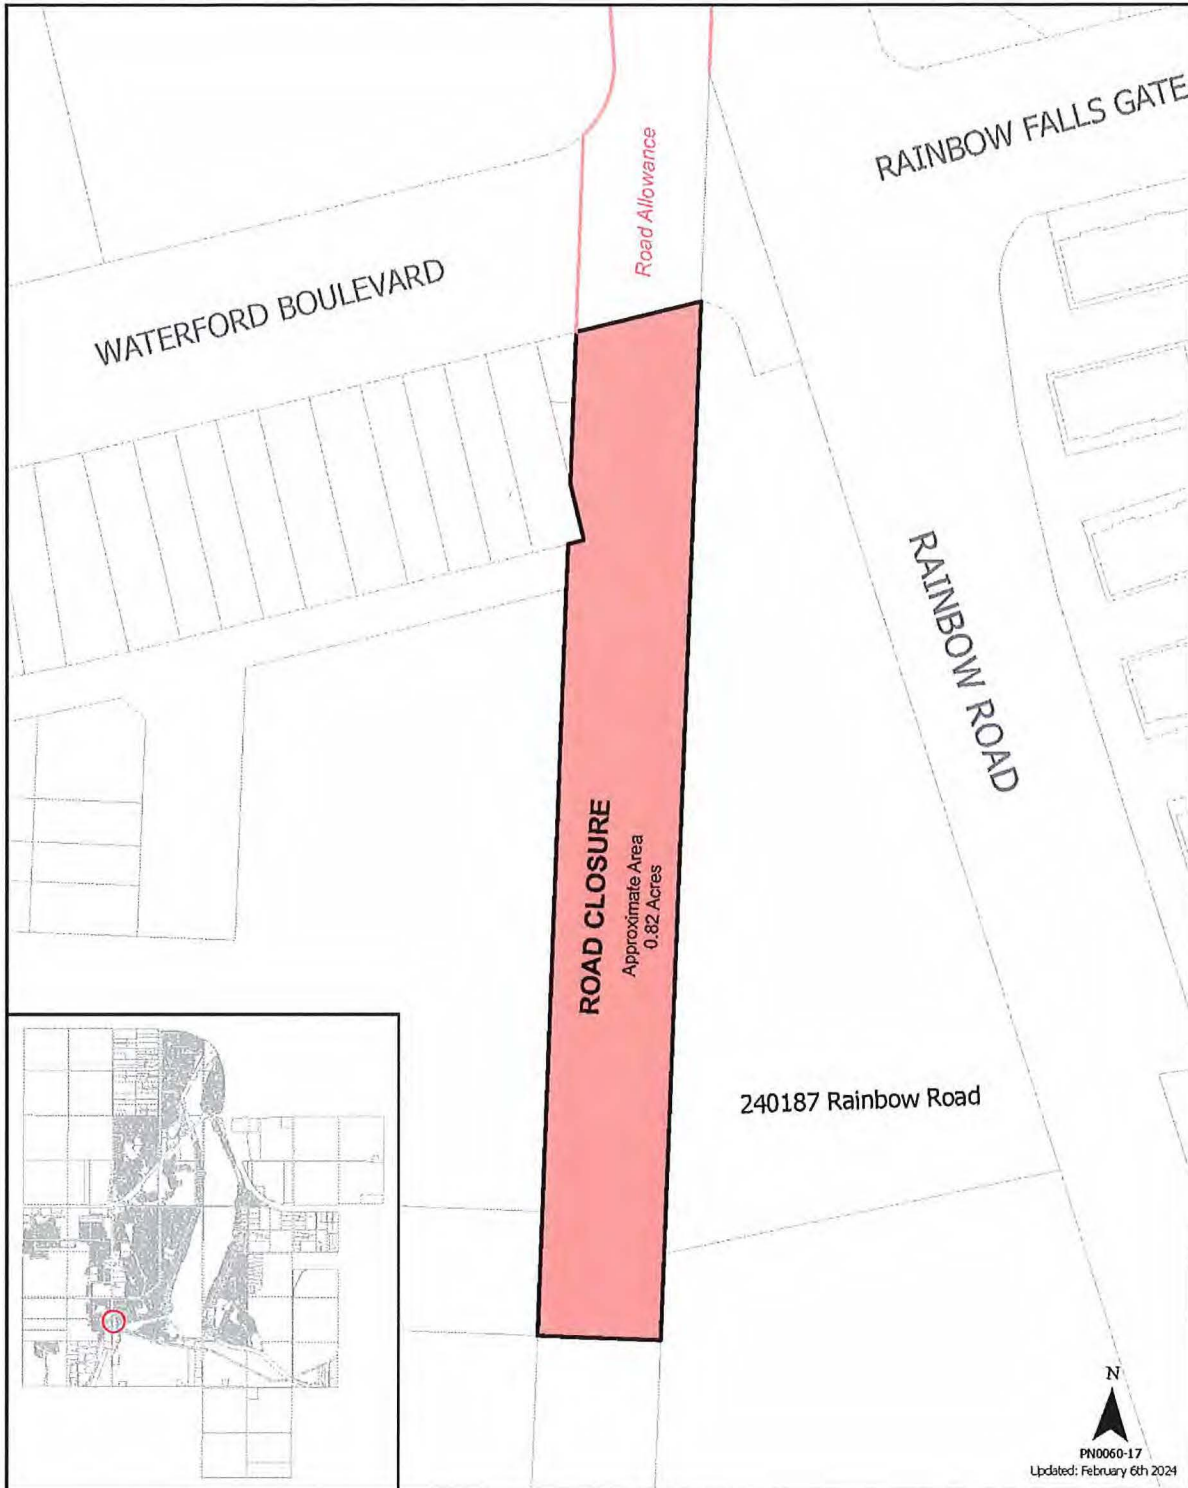 RAINBOW FALLS GATE
Road Allowance
WATERFORD BOULEVARD
RAINBOW ROAD
ROAD CLOSURE
Approximate Area
0.82 Acres
240187 Rainbow Road
N
PN0060-17
Updated: February 6th 2024